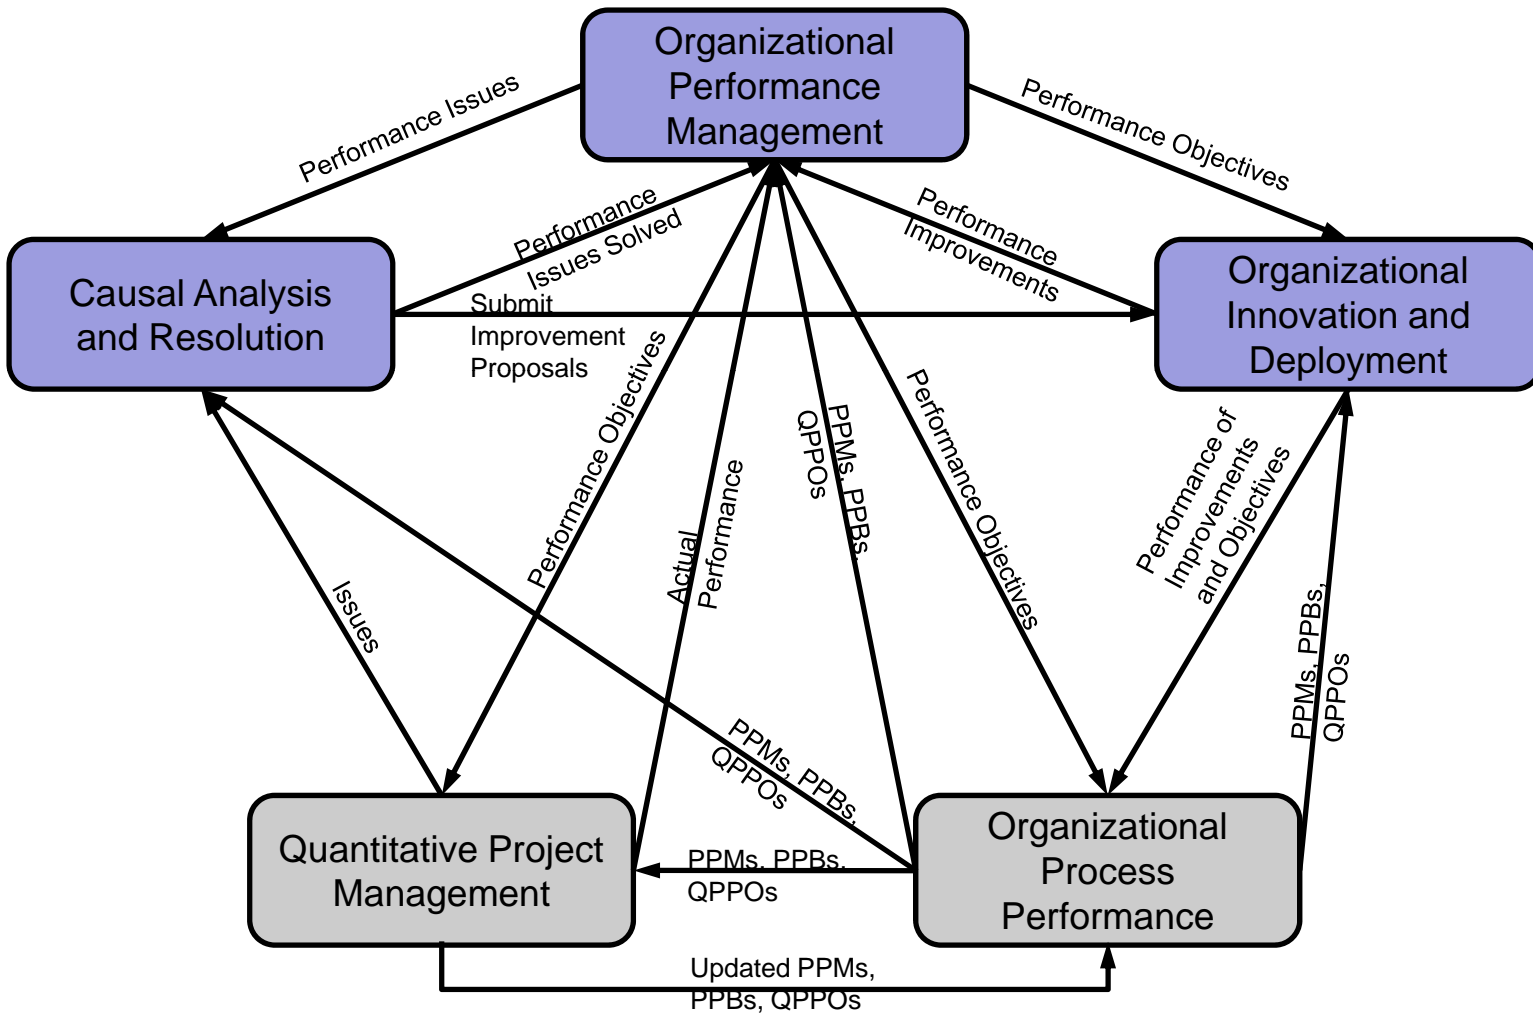 Organizational
Performance
Management
Performance Issues
Performance Objectives
Performance
Issues Solved
Performance
Improvements
Causal Analysis
and Resolution
Organizational
Innovation and
Deployment
Submit
Improvement
Proposals
Performance Objectives
Actual
Performance
PPMs, PPBs,
QPPOs
Performance Objectives
Performance of
Improvements
and Objectives
PPMs, PPBs,
QPPOs
Issues
PPMs, PPBs,
QPPOs
Quantitative Project
Management
PPMs, PPBs,
QPPOs
Organizational
Process
Performance
Updated PPMs,
PPBs, QPPOs